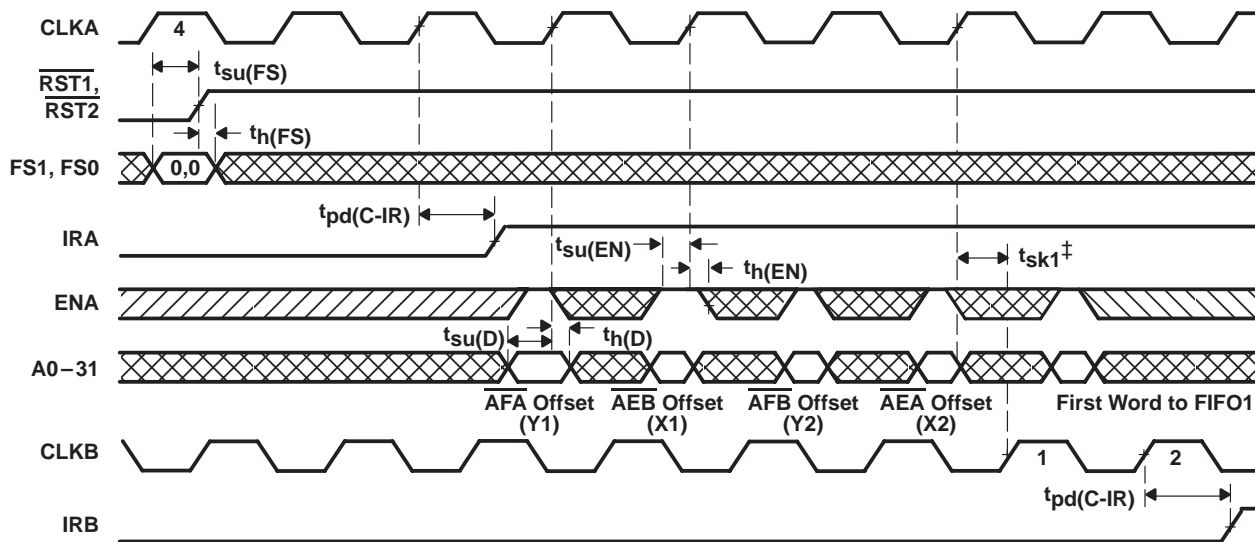 CLKA
4
tsu(FS)
RST1,
RST2
th(FS)
FS1, FS0
0,0
tpd(C-IR)
IRA
tsu(EN)
th(EN)
tsk1‡
ENA
tsu(D)
th(D)
A0–31
AFA Offset
(Y1)
AEB Offset
(X1)
AFB Offset
(Y2)
AEA Offset
(X2)
First Word to FIFO1
CLKB
1
2
tpd(C-IR)
IRB